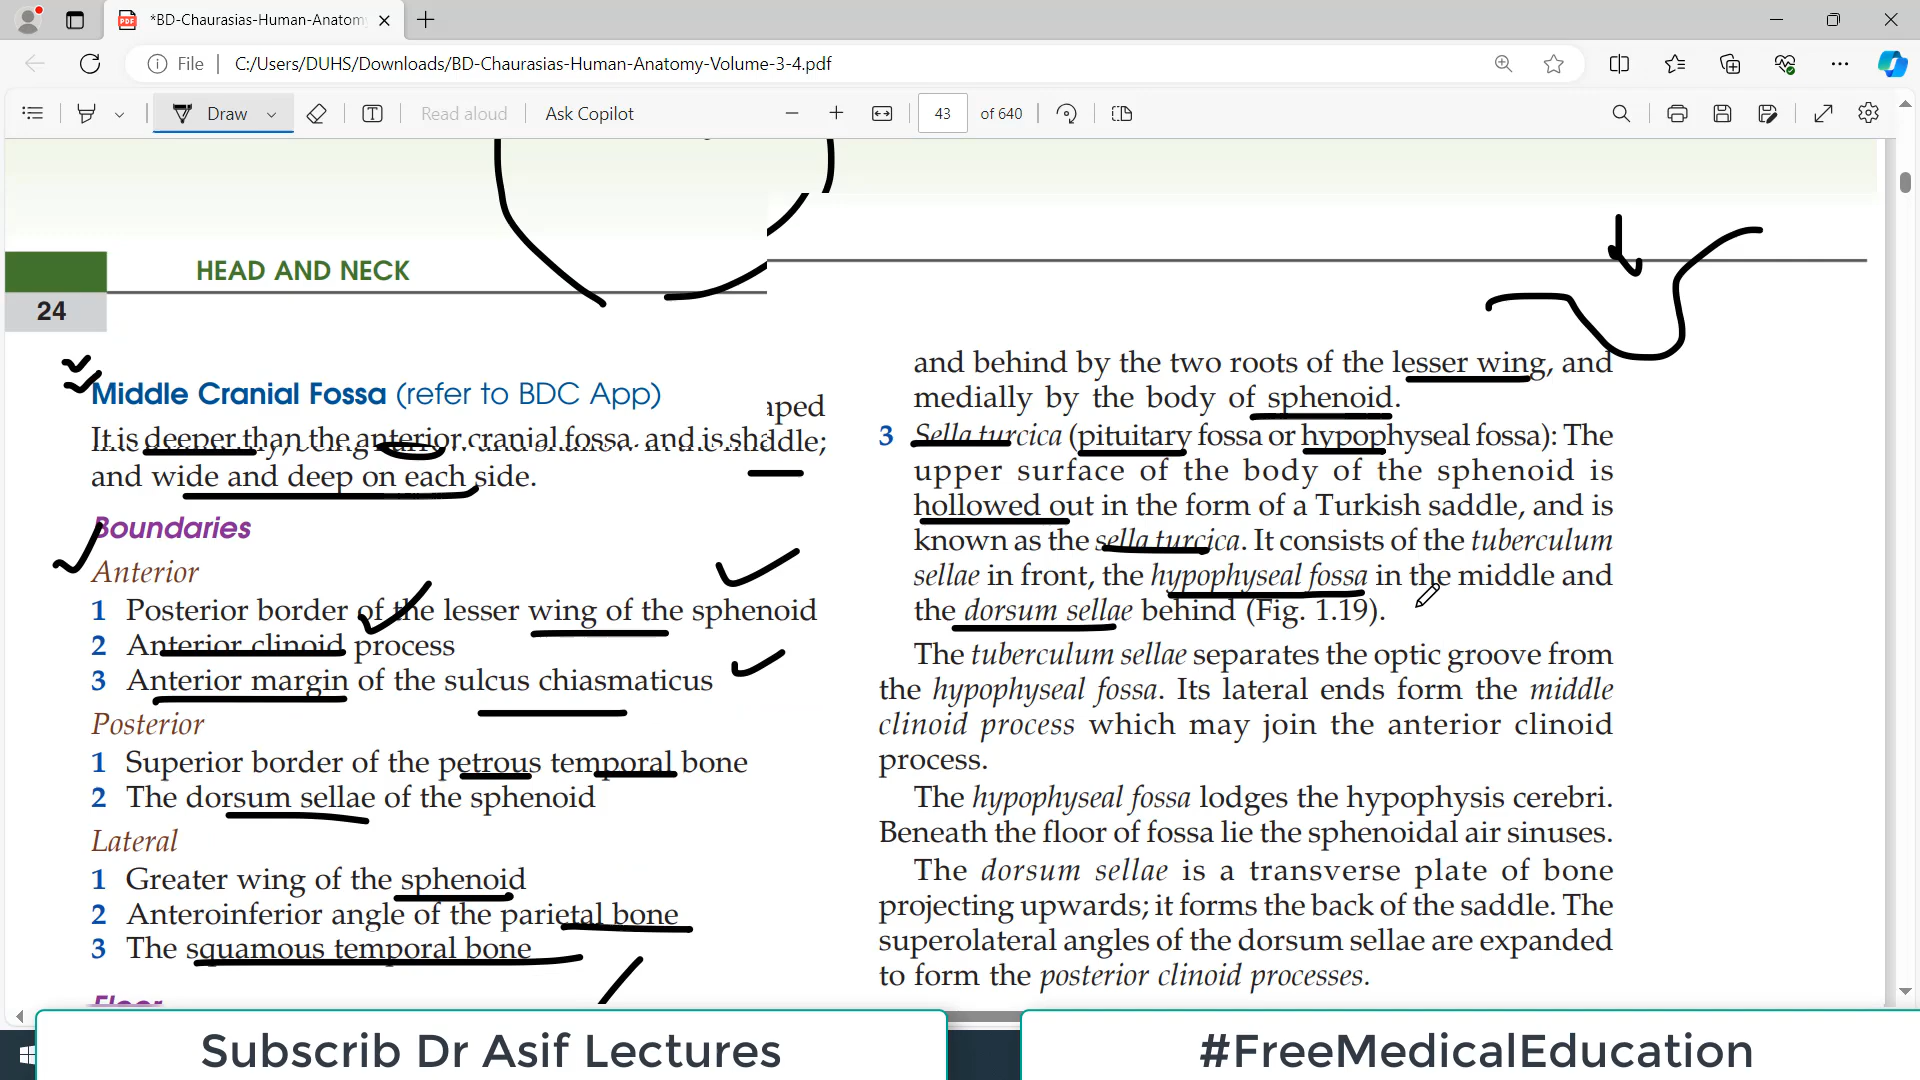 *BD-Chaurasias-Human-Anatom
File
C:/Users/DUHS/Downloads/BD-Chaurasias-Human-Anatomy-Volume-3-4.pdf
Draw
Read aloud
Ask Copilot
43
of 640
HEAD AND NECK
24
Middle Cranial Fossa (refer to BDC App)
aped
It is deeper than the anterior cranial fossa and is sha
ddle;
and wide and deep on each side.
Boundaries
Anterior
1 Posterior border of the lesser wing of the sphenoid
2 Anterior clinoid process
3 Anterior margin of the sulcus chiasmaticus
Posterior
1 Superior border of the petrous temporal bone
2 The dorsum sellae of the sphenoid
Lateral
1 Greater wing of the sphenoid
2 Anteroinferior angle of the parietal bone
3 The squamous temporal bone
Floor
and behind by the two roots of the lesser wing, and
medially by the body of sphenoid.
3 Sella turcica (pituitary fossa or hypophyseal fossa): The
upper surface of the body of the sphenoid is
hollowed out in the form of a Turkish saddle, and is
known as the sella turcica. It consists of the tuberculum
sellae in front, the hypophyseal fossa in the middle and
the dorsum sellae behind (Fig. 1.19).
The tuberculum sellae separates the optic groove from
the hypophyseal fossa. Its lateral ends form the middle
clinoid process which may join the anterior clinoid
process.
The hypophyseal fossa lodges the hypophysis cerebri.
Beneath the floor of fossa lie the sphenoidal air sinuses.
The dorsum sellae is a transverse plate of bone
projecting upwards; it forms the back of the saddle. The
superolateral angles of the dorsum sellae are expanded
to form the posterior clinoid processes.
Subscrib Dr Asif Lectures
#FreeMedicalEducation